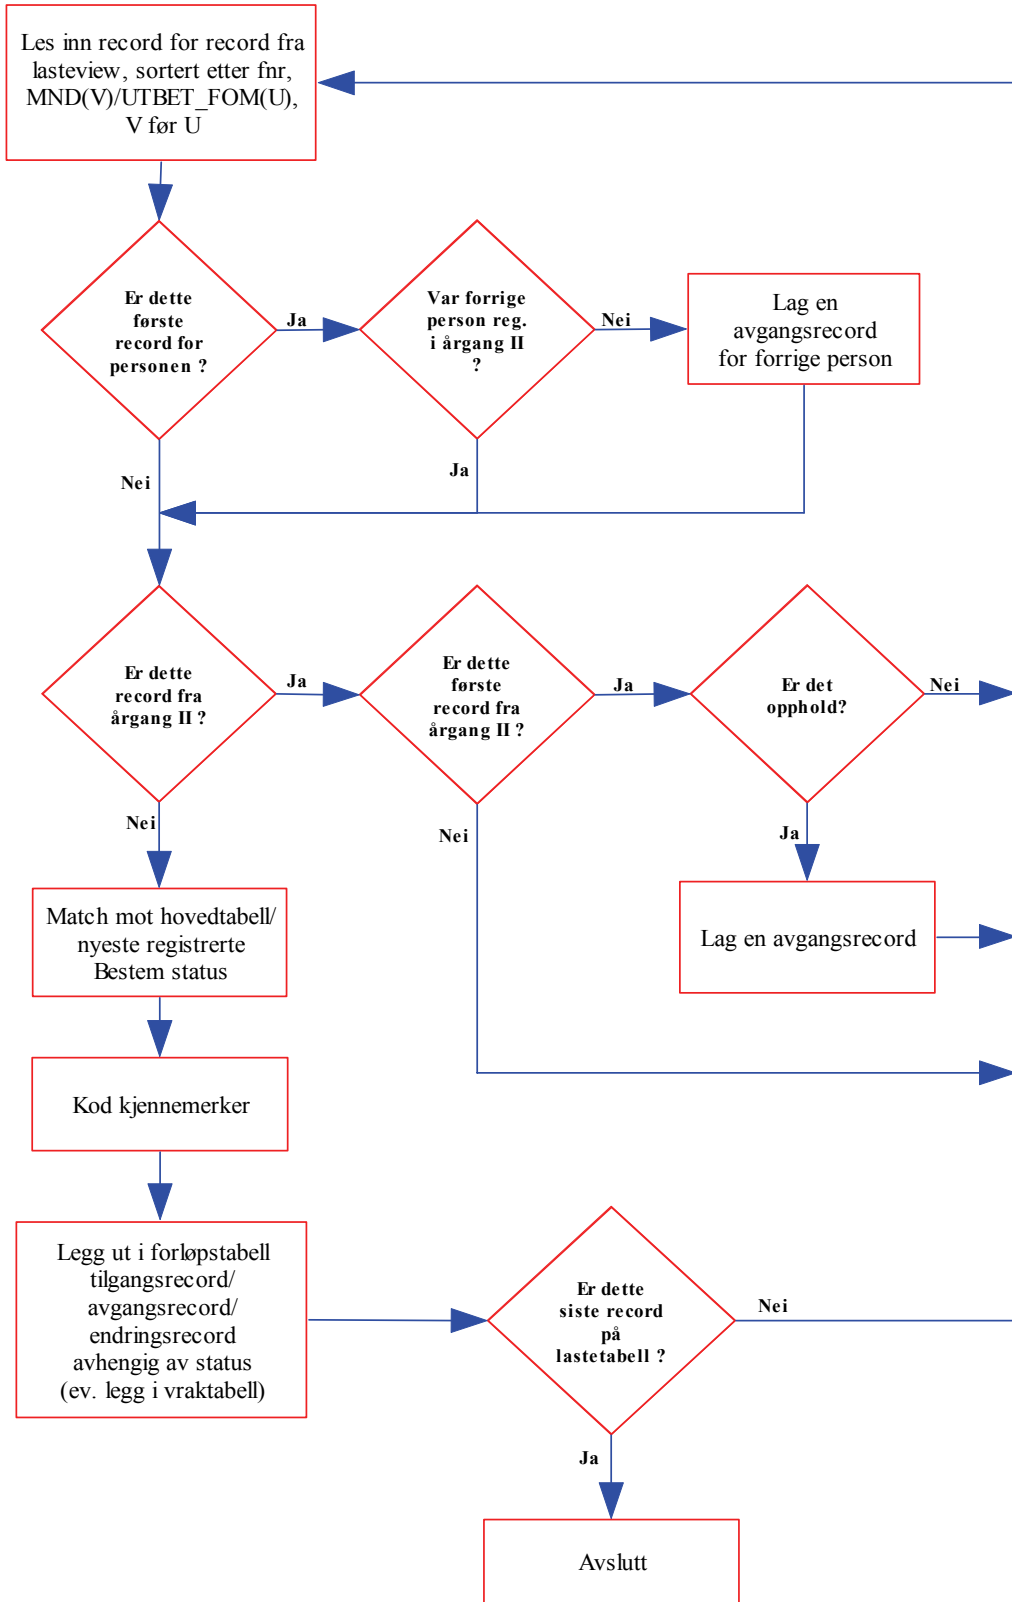 Les inn record for record fra
lasteview, sortert etter fnr,
MND(V)/UTBET_FOM(U),
V før U
Er dette
første
record for
personen ?
Ja
Var forrige
person reg.
i årgang II
?
Nei
Lag en
avgangsrecord
for forrige person
Nei
Ja
Er dette
record fra
årgang II ?
Ja
Er dette
første
record fra
årgang II ?
Ja
Er det
opphold?
Nei
Nei
Nei
Ja
Match mot hovedtabell/
nyeste registrerte
Bestem status
Lag en avgangsrecord
Kod kjennemerker
Legg ut i forløpstabell
tilgangsrecord/
avgangsrecord/
endringsrecord
avhengig av status
(ev. legg i vraktabell)
Er dette
siste record
på
lastetabell ?
Nei
Ja
Avslutt